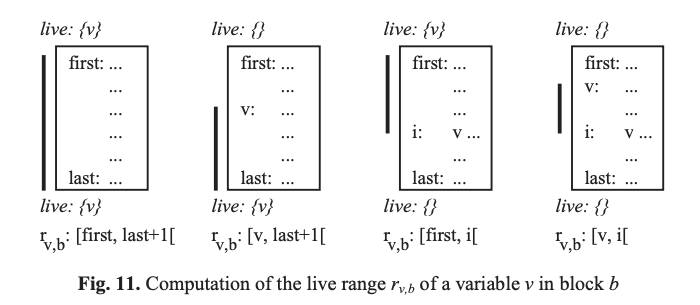 live: {v} live: {} live: {v} live: {}
first: ... first: ... first: ... first: ...
... ... ... v: ...
... v: ... ... ...
... ... i: v ... i: v ...
... ... ... ...
last: ... last: ... last: ... last: ...
live: {v} live: {v} live: {} live: {}
r_{v,b}: [first, last+1[ r_{v,b}: [v, last+1[ r_{v,b}: [first, i[ r_{v,b}: [v, i[
Fig. 11. Computation of the live range r_{v,b} of a variable v in block b